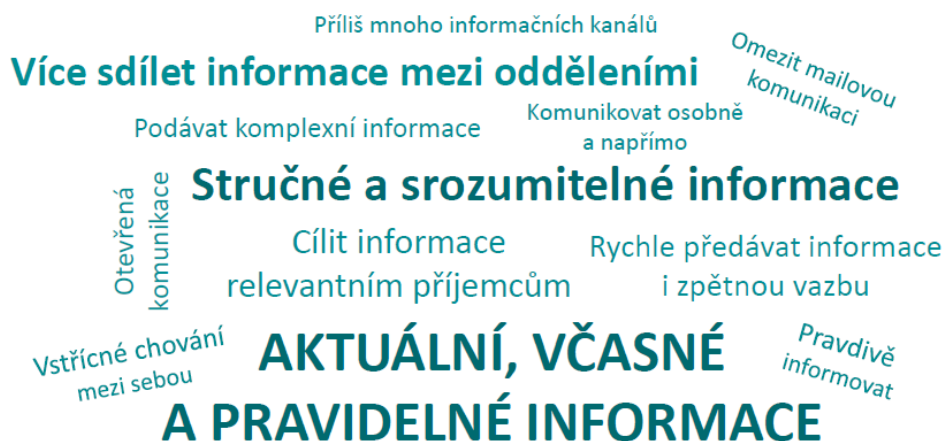 Příliš mnoho informačních kanálů
Více sdílet informace mezi odděleními
Omezit mailovou
komunikaci
Podávat komplexní informace
Komunikovat osobně
a napřímo
Stručné a srozumitelné informace
Otevřená
komunikace
Cílit informace
relevantním příjemcům
Rychle předávat informace
i zpětnou vazbu
Vstřícné chování
mezi sebou
AKTUÁLNÍ, VČASNÉ
A PRAVIDELNÉ INFORMACE
Pravdivě
informovat